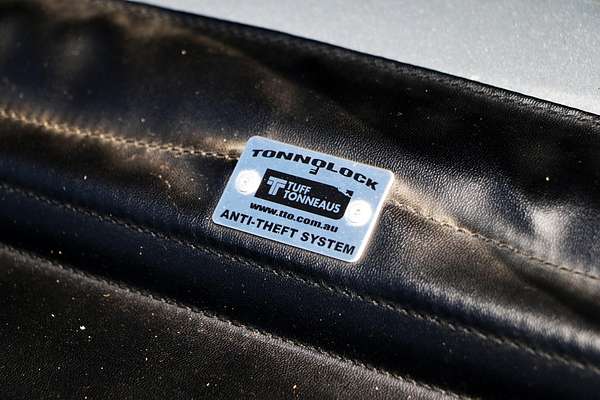 TONNOLOCK
TUFF
TONNEAUS
www.tto.com.au
ANTI-THEFT SYSTEM